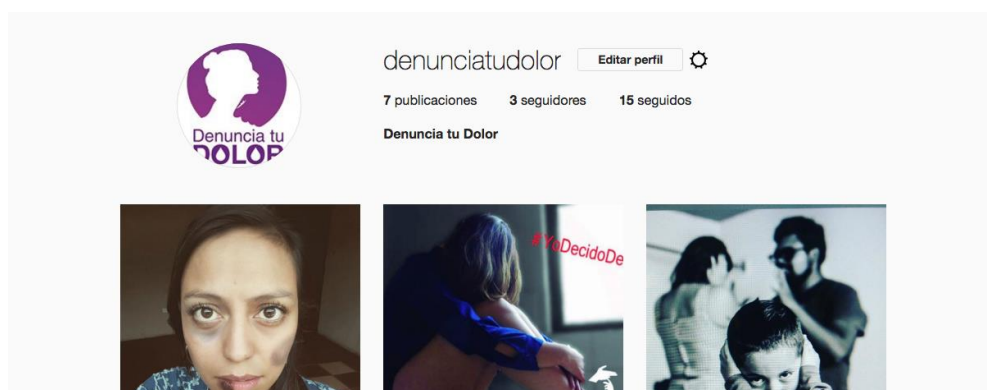 denunciatudolor Editar perfil
7 publicaciones 3 seguidores 15 seguidos
Denuncia tu Dolor
Denuncia tu
DOLOR
#YoDecidoDe